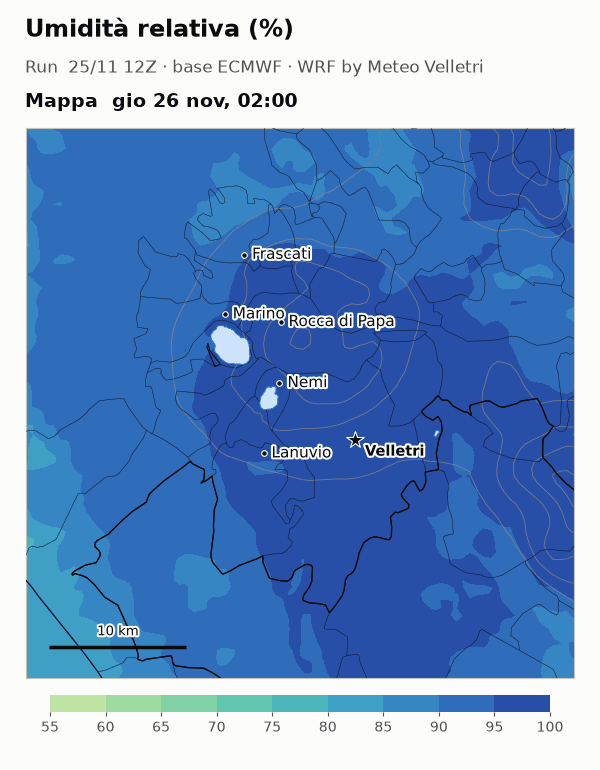 Umidità relativa (%)
Run  25/11 12Z · base ECMWF · WRF by Meteo Velletri
Mappa  gio 26 nov, 02:00
Frascati
Marino
Rocca di Papa
Nemi
Velletri
Lanuvio
10 km
55 60 65 70 75 80 85 90 95 100